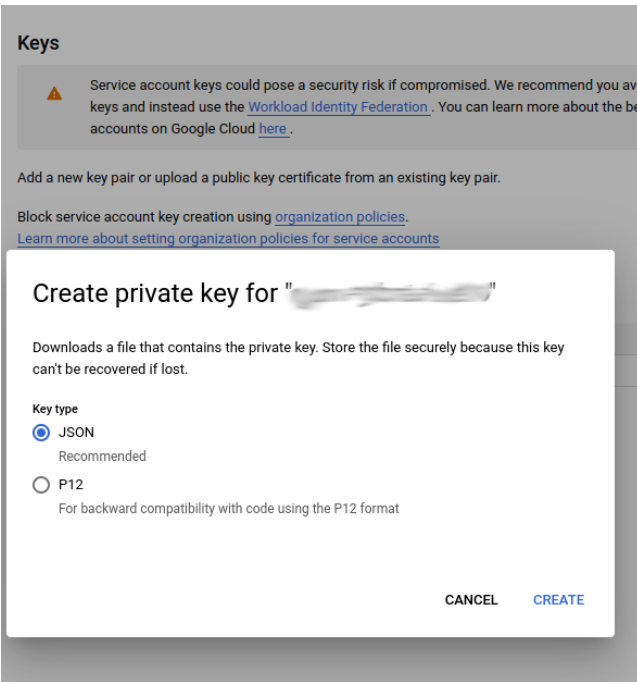 Keys
Service account keys could pose a security risk if compromised. We recommend you av
keys and instead use the Workload Identity Federation . You can learn more about the be
accounts on Google Cloud here .
Add a new key pair or upload a public key certificate from an existing key pair.
Block service account key creation using organization policies.
Learn more about setting organization policies for service accounts
Create private key for " "
Downloads a file that contains the private key. Store the file securely because this key
can't be recovered if lost.
Key type
JSON
Recommended
P12
For backward compatibility with code using the P12 format
CANCEL CREATE